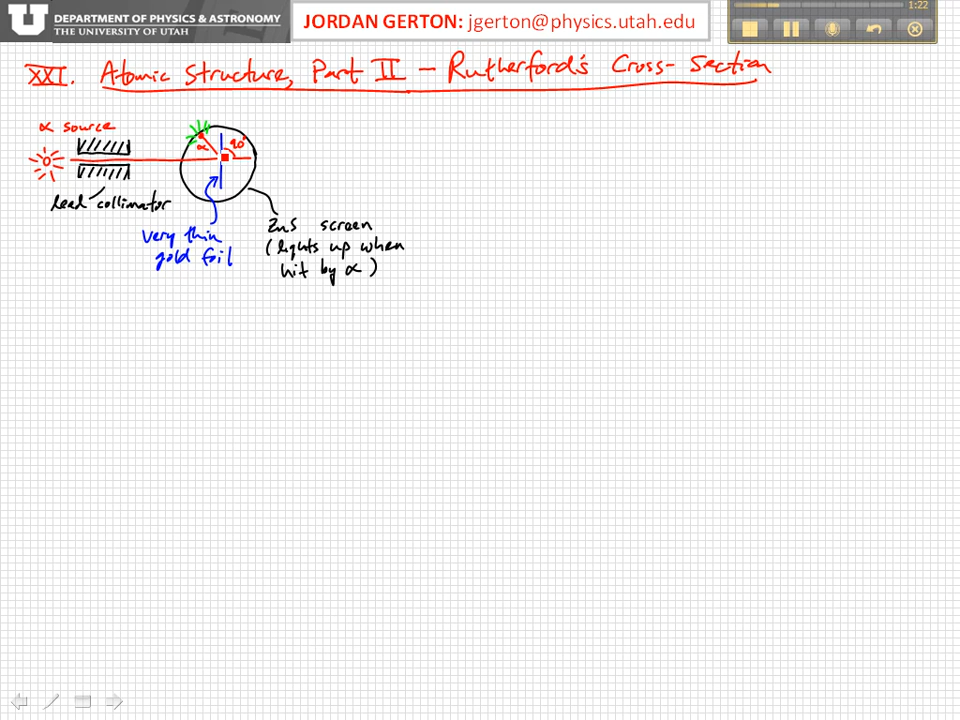 DEPARTMENT OF PHYSICS & ASTRONOMY
THE UNIVERSITY OF UTAH
JORDAN GERTON: jgerton@physics.utah.edu
1:22
XXI. Atomic Structure, Part II – Rutherford's Cross-Section
α source
α
90°
lead collimator
very thin
gold foil
ZnS screen
(lights up when
hit by α)